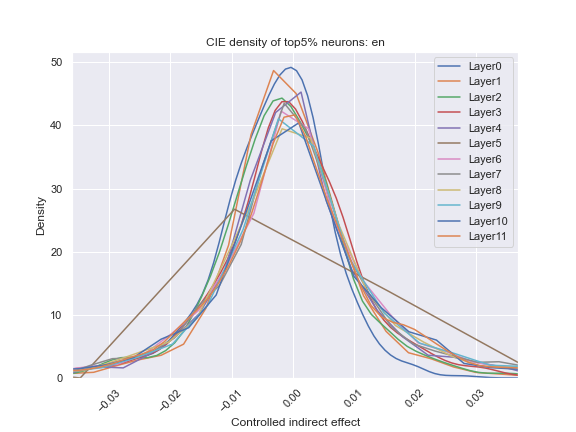 CIE density of top5% neurons: en
50
40
30
20
10
0
Density
-0.03
-0.02
-0.01
0.00
0.01
0.02
0.03
Controlled indirect effect
Layer0
Layer1
Layer2
Layer3
Layer4
Layer5
Layer6
Layer7
Layer8
Layer9
Layer10
Layer11